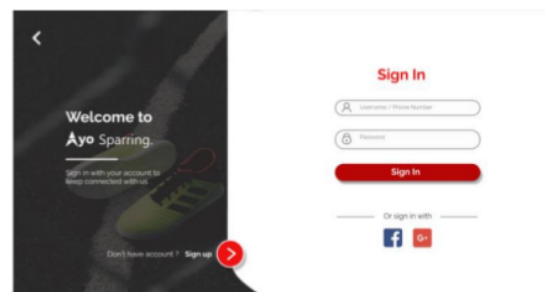 Welcome to
Ayo Sparring.
Sign in with your account to
keep connected with us
Don't have account ? Sign up
Sign In
Username / Phone Number
Password
Sign In
Or sign in with
f
G+